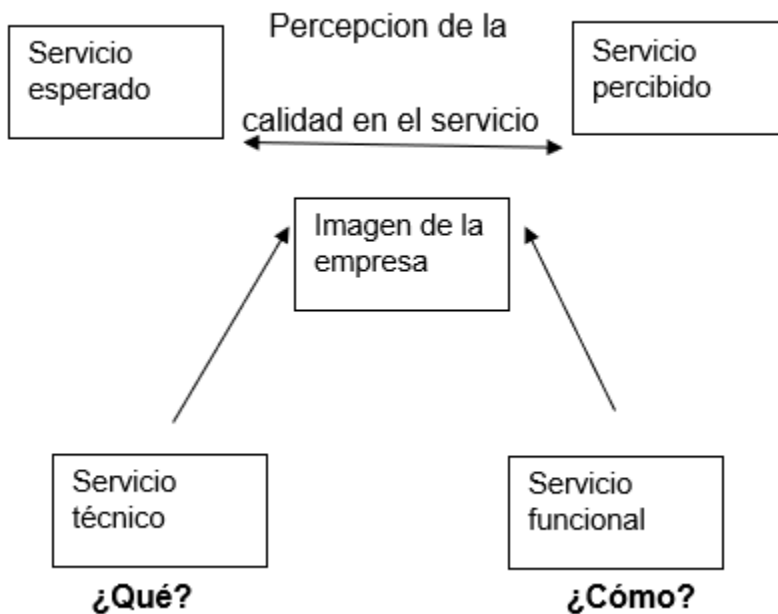 Percepcion de la
Servicio
esperado
Servicio
percibido
calidad en el servicio
Imagen de la
empresa
Servicio
técnico
Servicio
funcional
¿Qué?
¿Cómo?